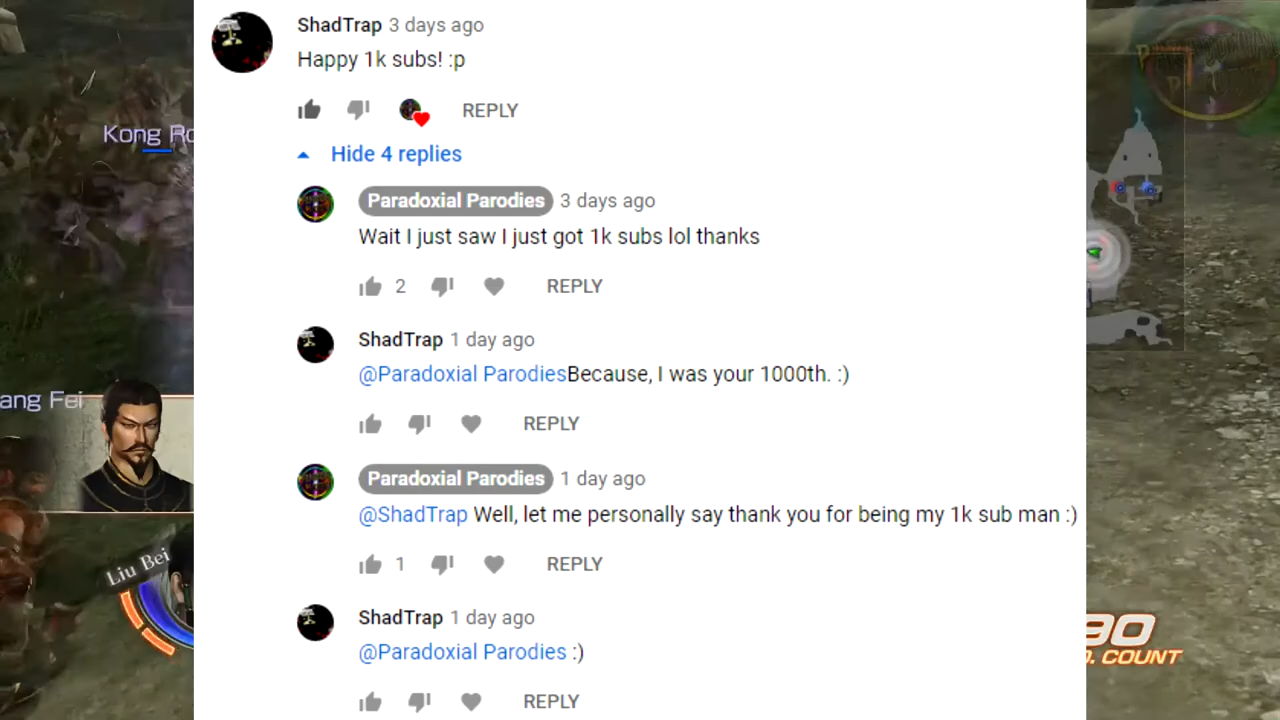 ShadTrap 3 days ago
Happy 1k subs! :p
REPLY
Hide 4 replies
Paradoxial Parodies 3 days ago
Wait I just saw I just got 1k subs lol thanks
2 REPLY
ShadTrap 1 day ago
@Paradoxial ParodiesBecause, I was your 1000th. :)
REPLY
Paradoxial Parodies 1 day ago
@ShadTrap Well, let me personally say thank you for being my 1k sub man :)
1 REPLY
ShadTrap 1 day ago
@Paradoxial Parodies :)
REPLY
Kong
ang Fei
Liu Bei
90
COUNT